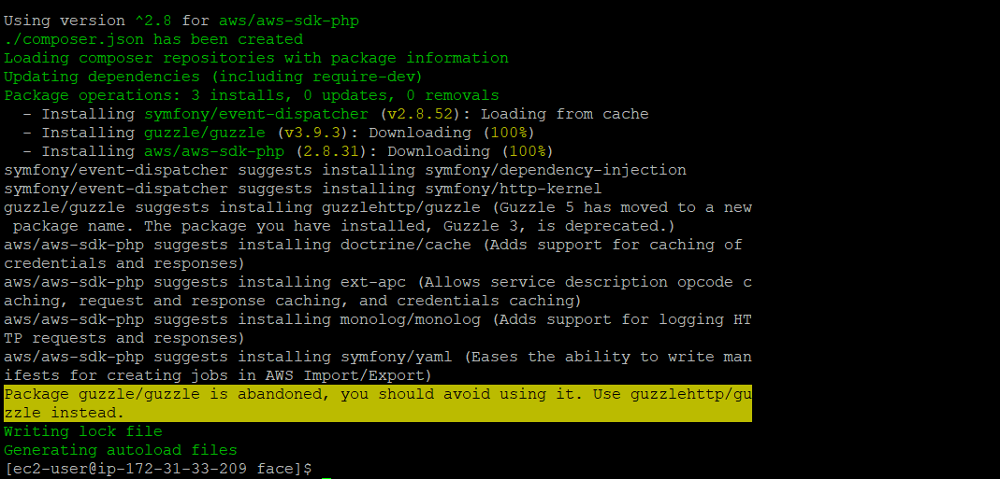 Using version ^2.8 for aws/aws-sdk-php
./composer.json has been created
Loading composer repositories with package information
Updating dependencies (including require-dev)
Package operations: 3 installs, 0 updates, 0 removals
  - Installing symfony/event-dispatcher (v2.8.52): Loading from cache
  - Installing guzzle/guzzle (v3.9.3): Downloading (100%)
  - Installing aws/aws-sdk-php (2.8.31): Downloading (100%)
symfony/event-dispatcher suggests installing symfony/dependency-injection
symfony/event-dispatcher suggests installing symfony/http-kernel
guzzle/guzzle suggests installing guzzlehttp/guzzle (Guzzle 5 has moved to a new
 package name. The package you have installed, Guzzle 3, is deprecated.)
aws/aws-sdk-php suggests installing doctrine/cache (Adds support for caching of
credentials and responses)
aws/aws-sdk-php suggests installing ext-apc (Allows service description opcode c
aching, request and response caching, and credentials caching)
aws/aws-sdk-php suggests installing monolog/monolog (Adds support for logging HT
TP requests and responses)
aws/aws-sdk-php suggests installing symfony/yaml (Eases the ability to write man
ifests for creating jobs in AWS Import/Export)
Package guzzle/guzzle is abandoned, you should avoid using it. Use guzzlehttp/gu
zzle instead.
Writing lock file
Generating autoload files
[ec2-user@ip-172-31-33-209 face]$